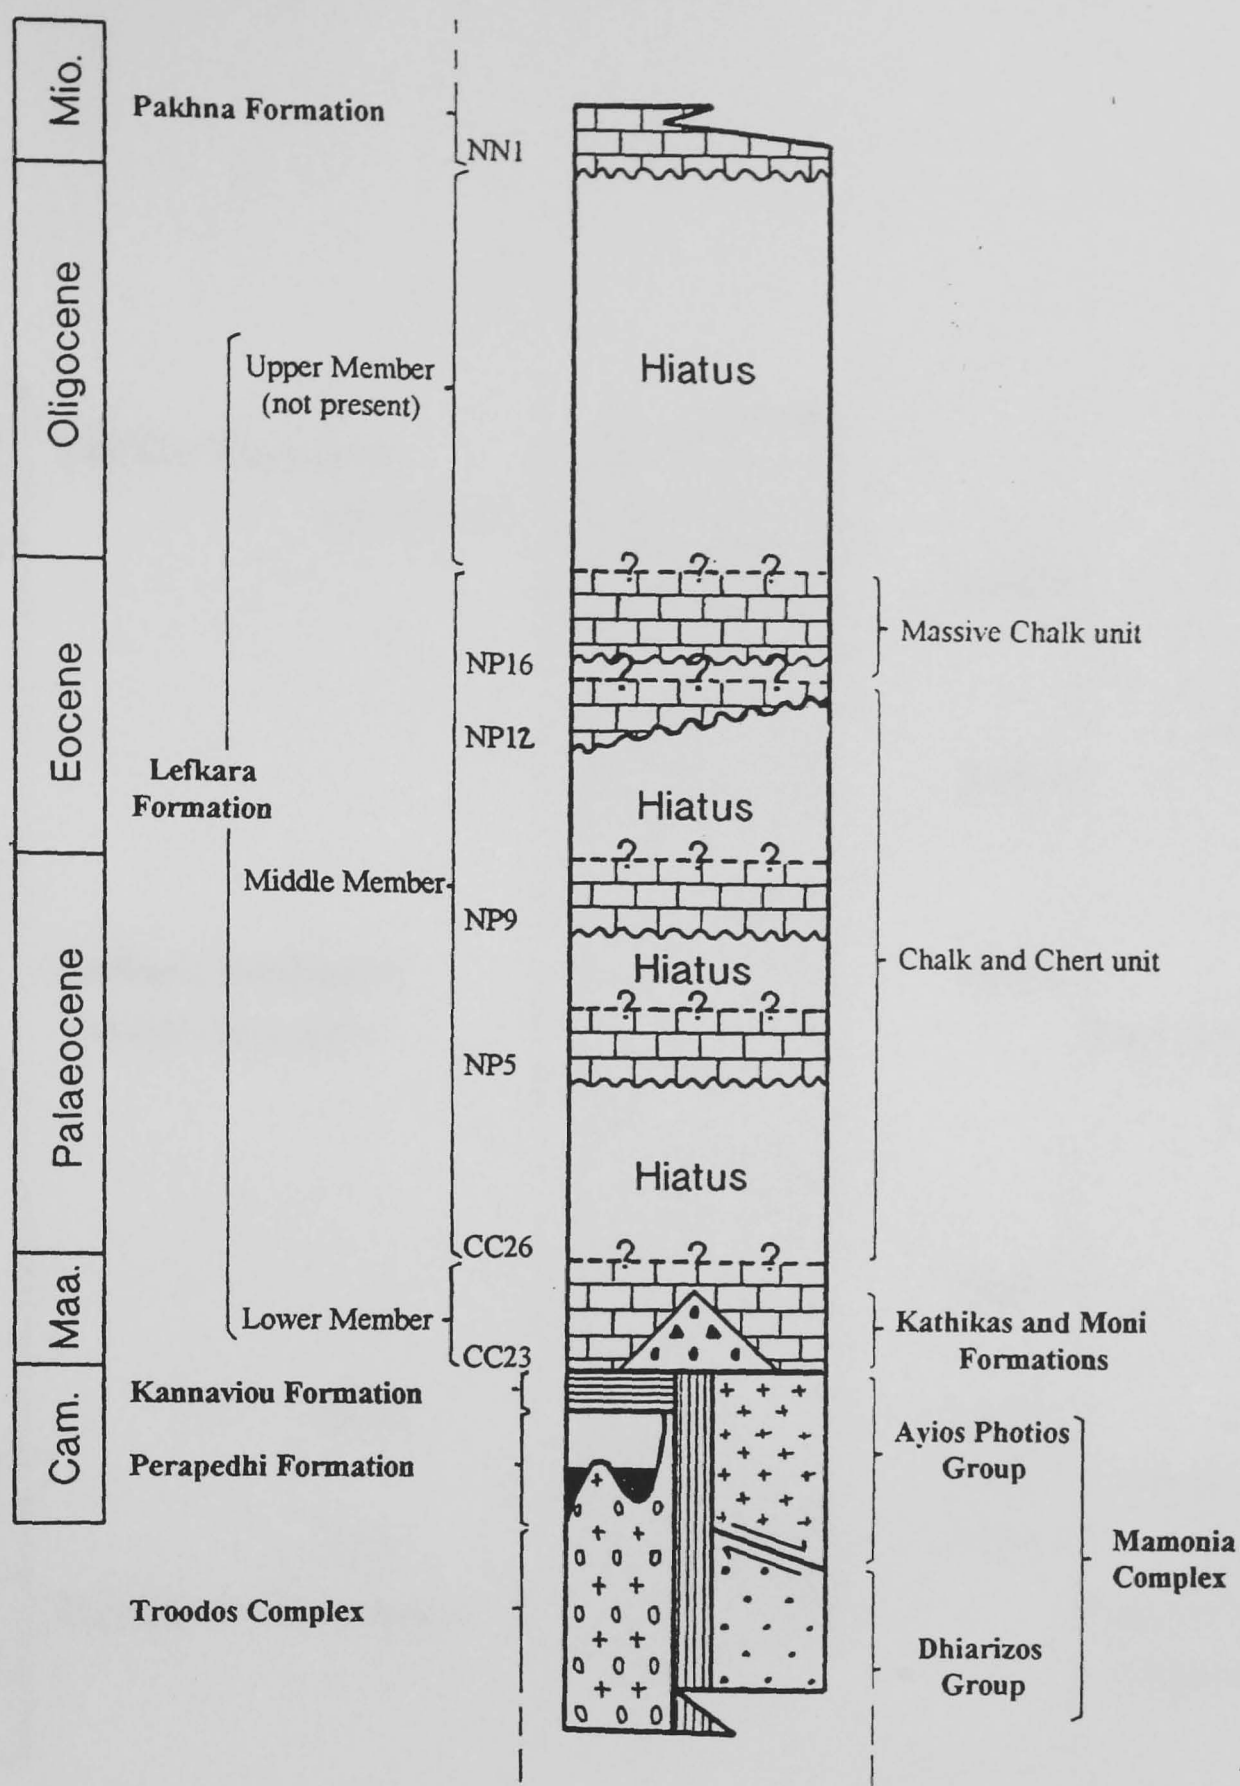 Mio.
Pakhna Formation
NN1
Oligocene
Upper Member
(not present)
Hiatus
? ? ?
Massive Chalk unit
NP16
? ? ?
Eocene
NP12
Lefkara
Formation
Hiatus
? ? ?
Middle Member
NP9
Palaeocene
Hiatus
Chalk and Chert unit
? ? ?
NP5
Hiatus
CC26
? ? ?
Maa.
Lower Member
Kathikas and Moni
Formations
CC23
Cam.
Kannaviou Formation
Ayios Photios
Group
Perapedhi Formation
Mamonia
Complex
Troodos Complex
Dhiarizos
Group